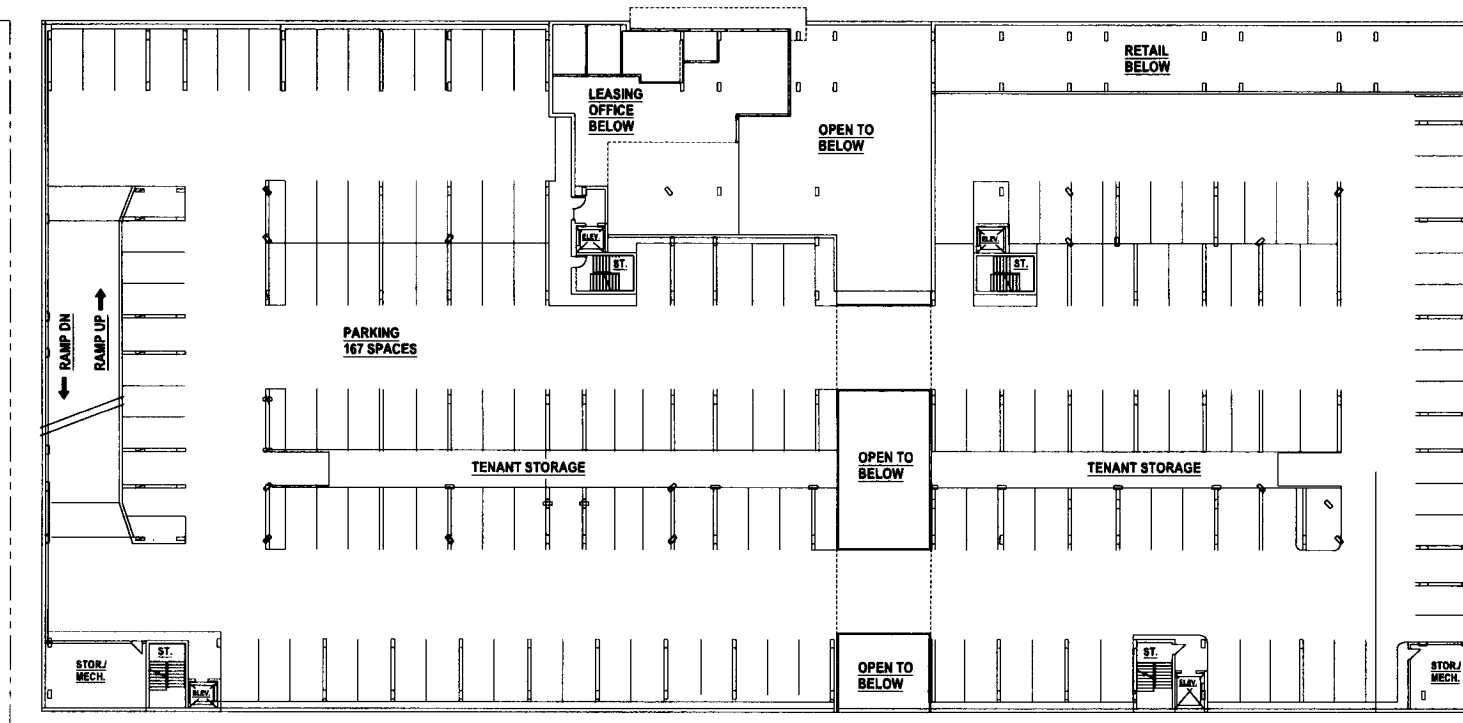 RETAIL
BELOW
LEASING
OFFICE
BELOW
OPEN TO
BELOW
ELEV.
ST.
ELEV.
ST.
RAMP DN
RAMP UP
PARKING
167 SPACES
TENANT STORAGE
OPEN TO
BELOW
TENANT STORAGE
STOR./
MECH.
ST.
ELEV.
OPEN TO
BELOW
ST.
ELEV.
STOR./
MECH.